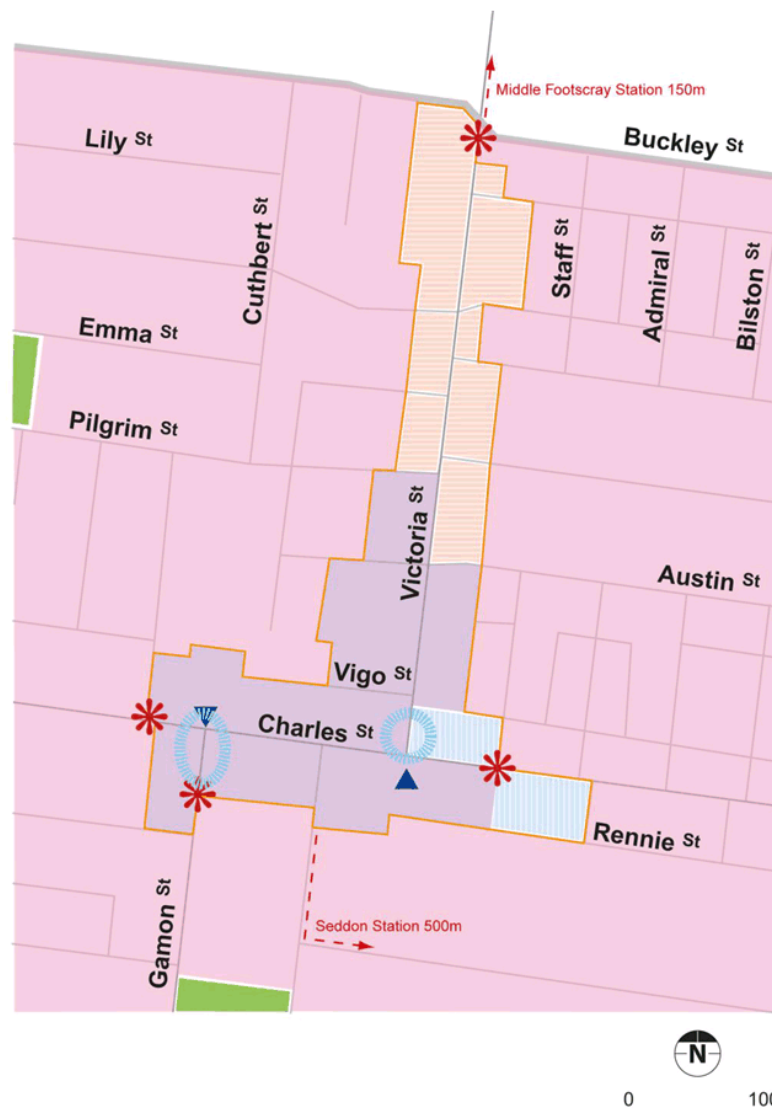 Middle Footscray Station 150m
Buckley St
Lily St
Cuthbert St
Staff St
Admiral St
Bilston St
Emma St
Pilgrim St
Victoria St
Austin St
Vigo St
Charles St
Rennie St
Gamon St
Seddon Station 500m
N
0 100